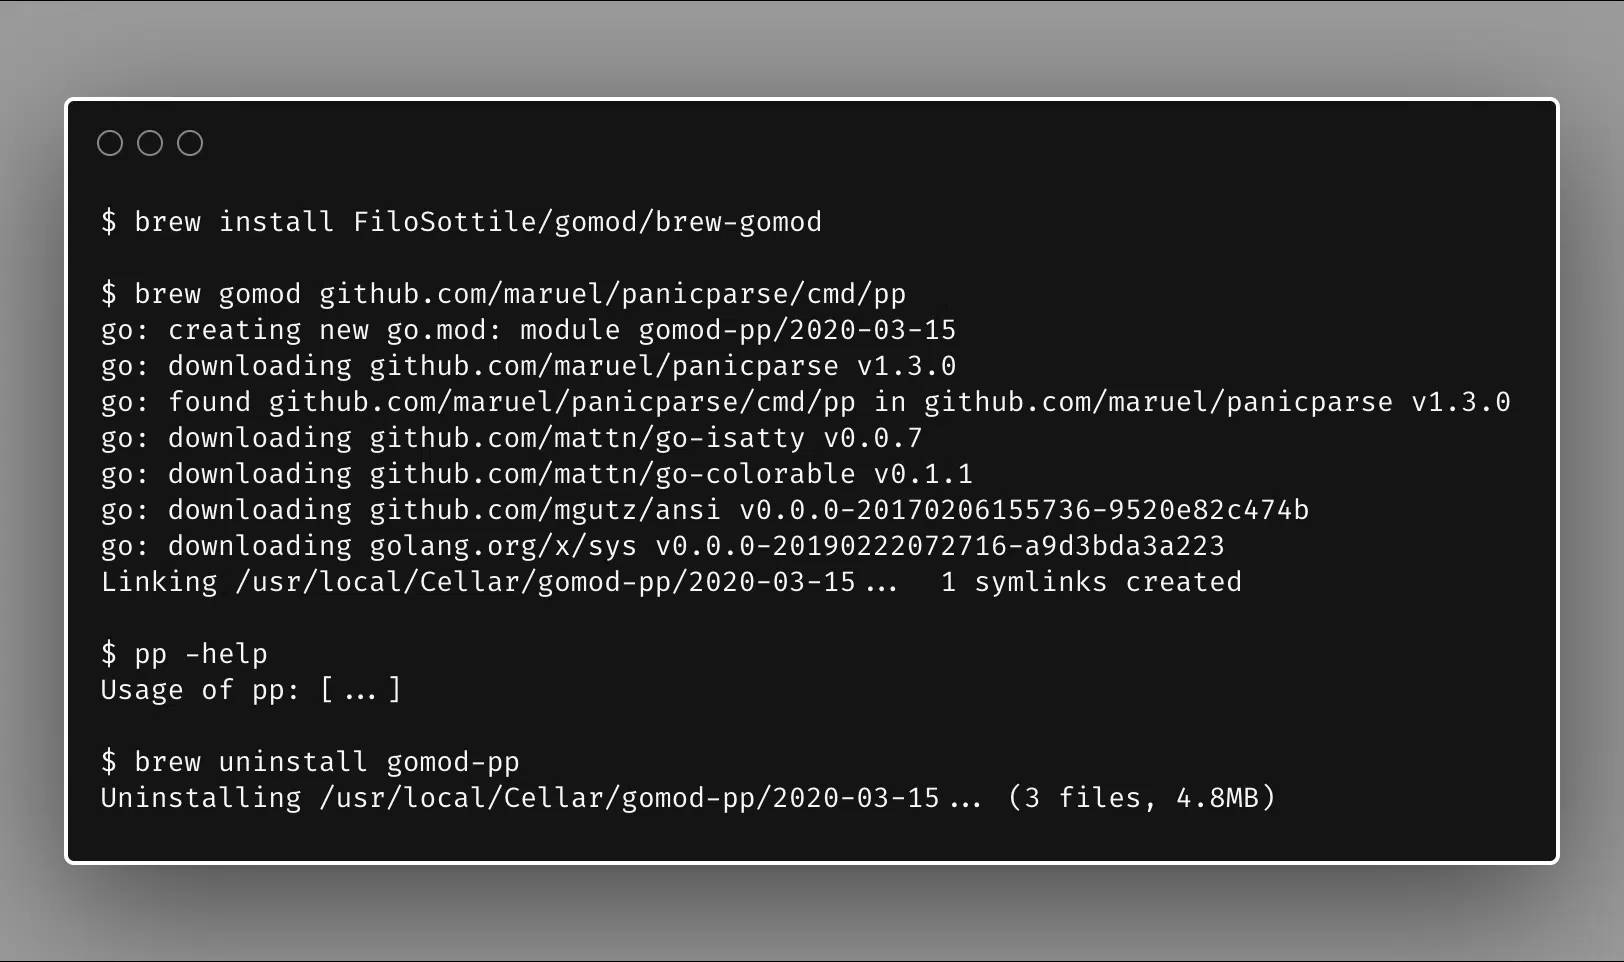 $ brew install FiloSottile/gomod/brew-gomod
$ brew gomod github.com/maruel/panicparse/cmd/pp
go: creating new go.mod: module gomod-pp/2020-03-15
go: downloading github.com/maruel/panicparse v1.3.0
go: found github.com/maruel/panicparse/cmd/pp in github.com/maruel/panicparse v1.3.0
go: downloading github.com/mattn/go-isatty v0.0.7
go: downloading github.com/mattn/go-colorable v0.1.1
go: downloading github.com/mgutz/ansi v0.0.0-20170206155736-9520e82c474b
go: downloading golang.org/x/sys v0.0.0-20190222072716-a9d3bda3a223
Linking /usr/local/Cellar/gomod-pp/2020-03-15... 1 symlinks created
$ pp -help
Usage of pp: [...]
$ brew uninstall gomod-pp
Uninstalling /usr/local/Cellar/gomod-pp/2020-03-15... (3 files, 4.8MB)